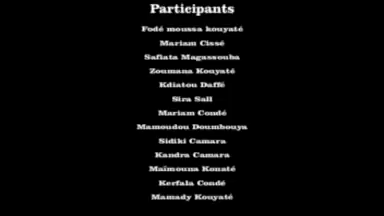 Participants
Fodé moussa kouyaté
Mariam Cissé
Safiata Magassouba
Zoumana Kouyaté
Kdiatou Daffé
Sira Sall
Mariam Condé
Mamoudou Doumbouya
Sidiki Camara
Kandra Camara
Maïmouna Konaté
Kerfala Condé
Mamady Kouyaté